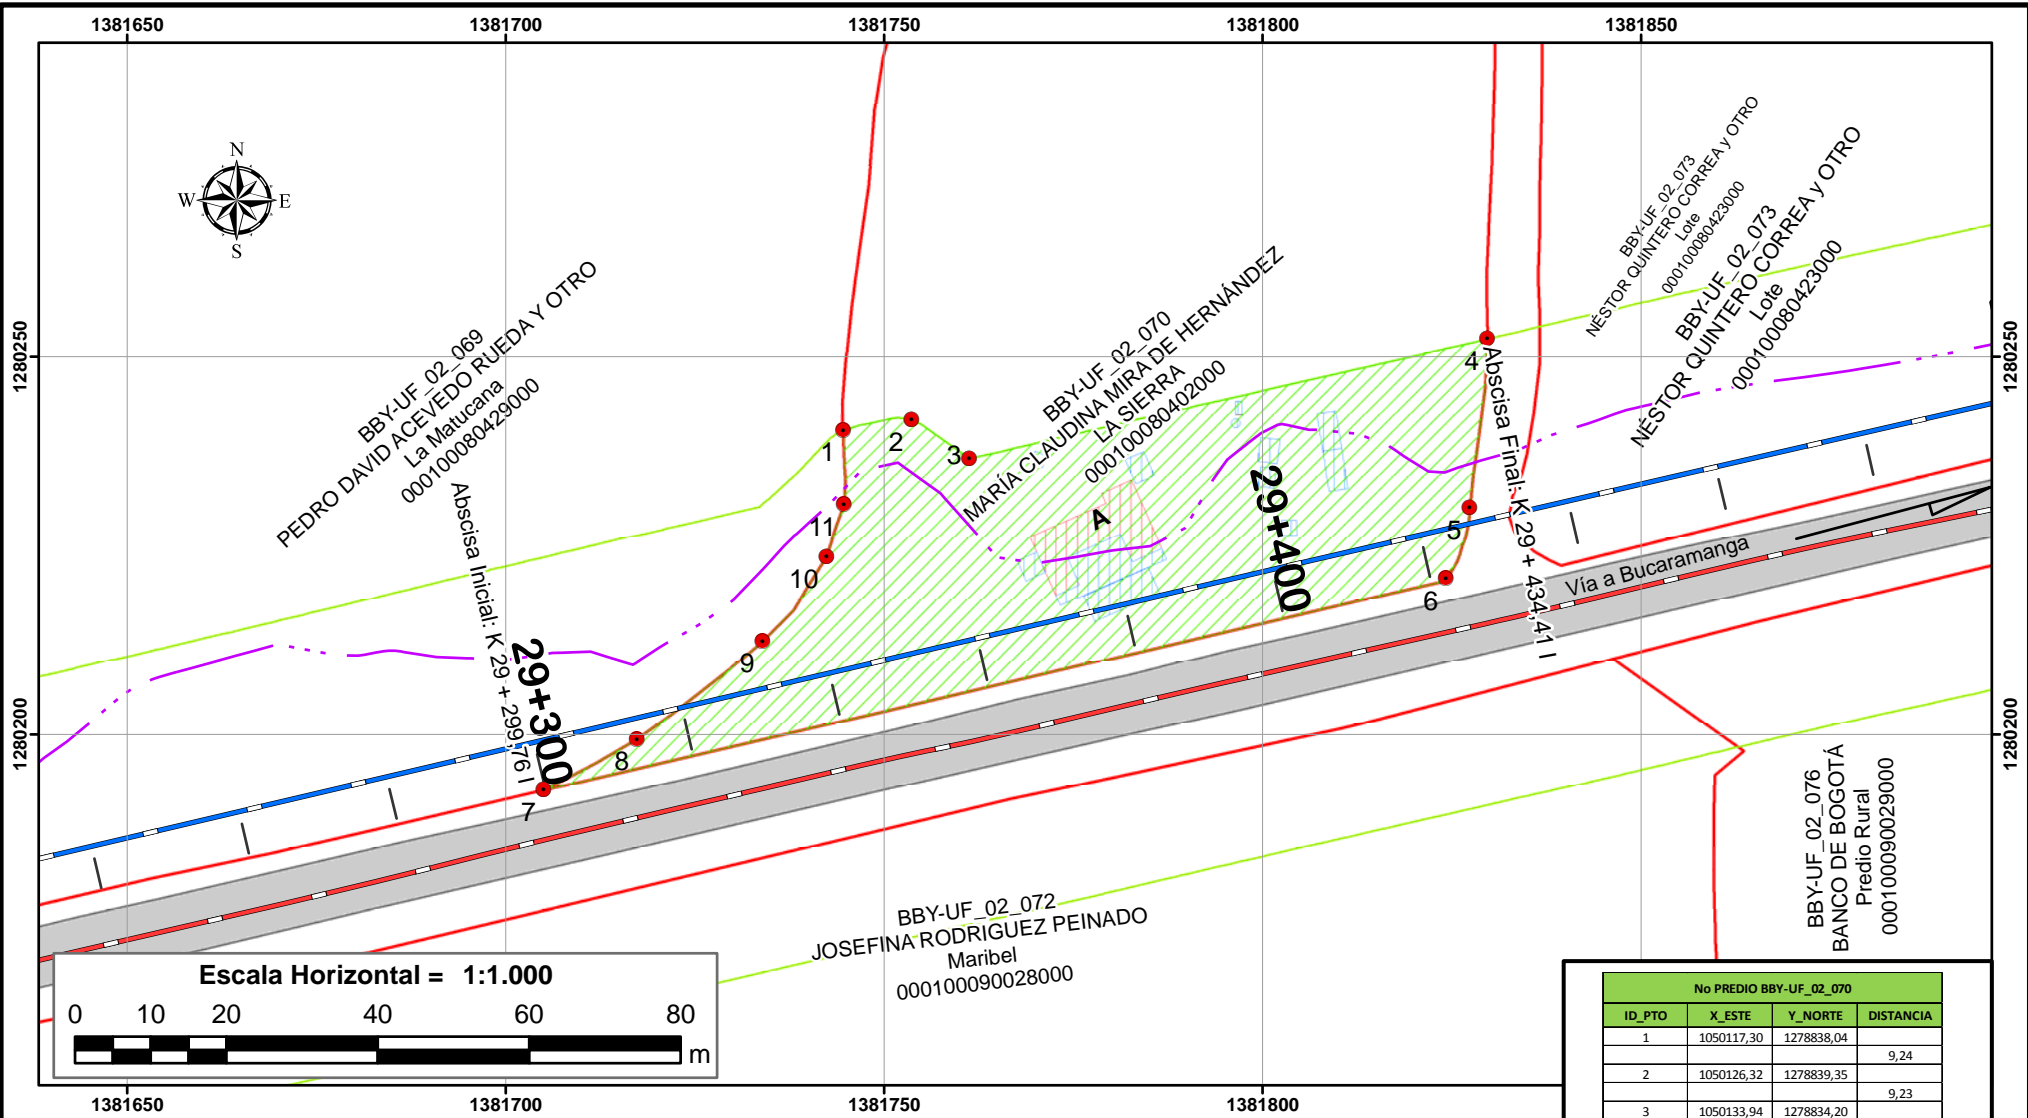 1381650 1381700 1381750 1381800 1381850
N
W E
S
BBY-UF_02_069
PEDRO DAVID ACEVEDO RUEDA Y OTRO
La Matucana
000100080429000
BBY-UF_02_070
MARÍA CLAUDINA MIRA DE HERNÁNDEZ
LA SIERRA
000100080402000
BBY-UF_02_073
NÉSTOR QUINTERO CORREA y OTRO
Lote
000100080423000
BBY-UF_02_073
NÉSTOR QUINTERO CORREA y OTRO
Lote
000100080423000
1280250
1280250
1
2
3
4
5
6
7
8
9
10
11
A
Abscisa Inicial: K 29 + 299,76 I
29+300
29+400
Abscisa Final: K 29 + 434,41 I
Vía a Bucaramanga
1280200
1280200
BBY-UF_02_072
JOSEFINA RODRIGUEZ PEINADO
Maribel
000100090028000
BBY-UF_02_076
BANCO DE BOGOTÁ
Predio Rural
000100090029000
Escala Horizontal = 1:1.000
0 10 20 40 60 80
m
No PREDIO BBY-UF_02_070
ID_PTO X_ESTE Y_NORTE DISTANCIA
1 1050117,30 1278838,04
9,24
2 1050126,32 1278839,35
9,23
3 1050133,94 1278834,20
1381650 1381700 1381750 1381800